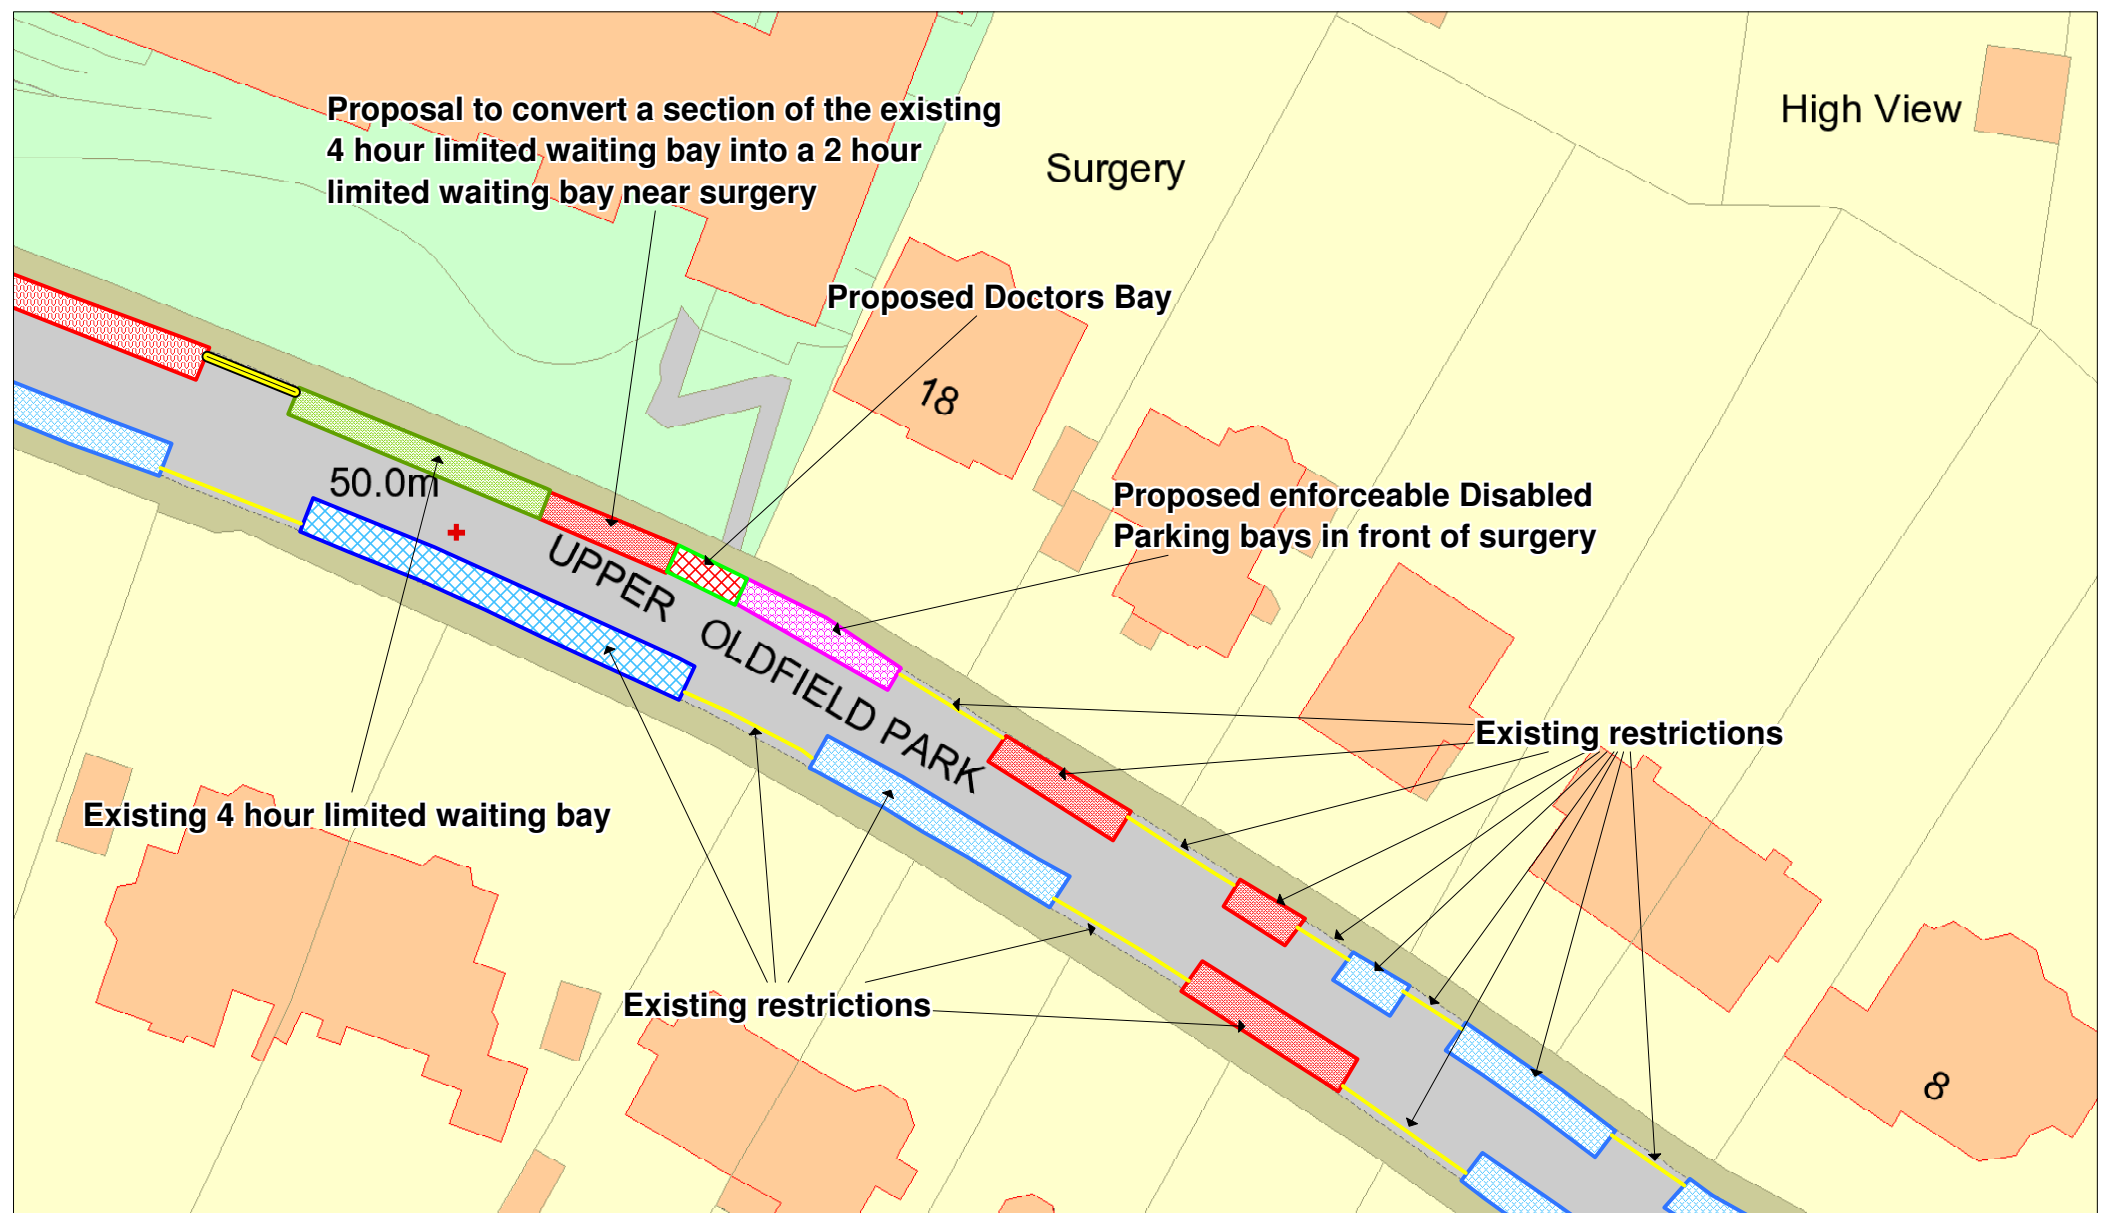 High View
Proposal to convert a section of the existing
4 hour limited waiting bay into a 2 hour
limited waiting bay near surgery
Surgery
Proposed Doctors Bay
18
50.0m
Proposed enforceable Disabled
Parking bays in front of surgery
UPPER OLDFIELD PARK
Existing restrictions
Existing 4 hour limited waiting bay
Existing restrictions
8